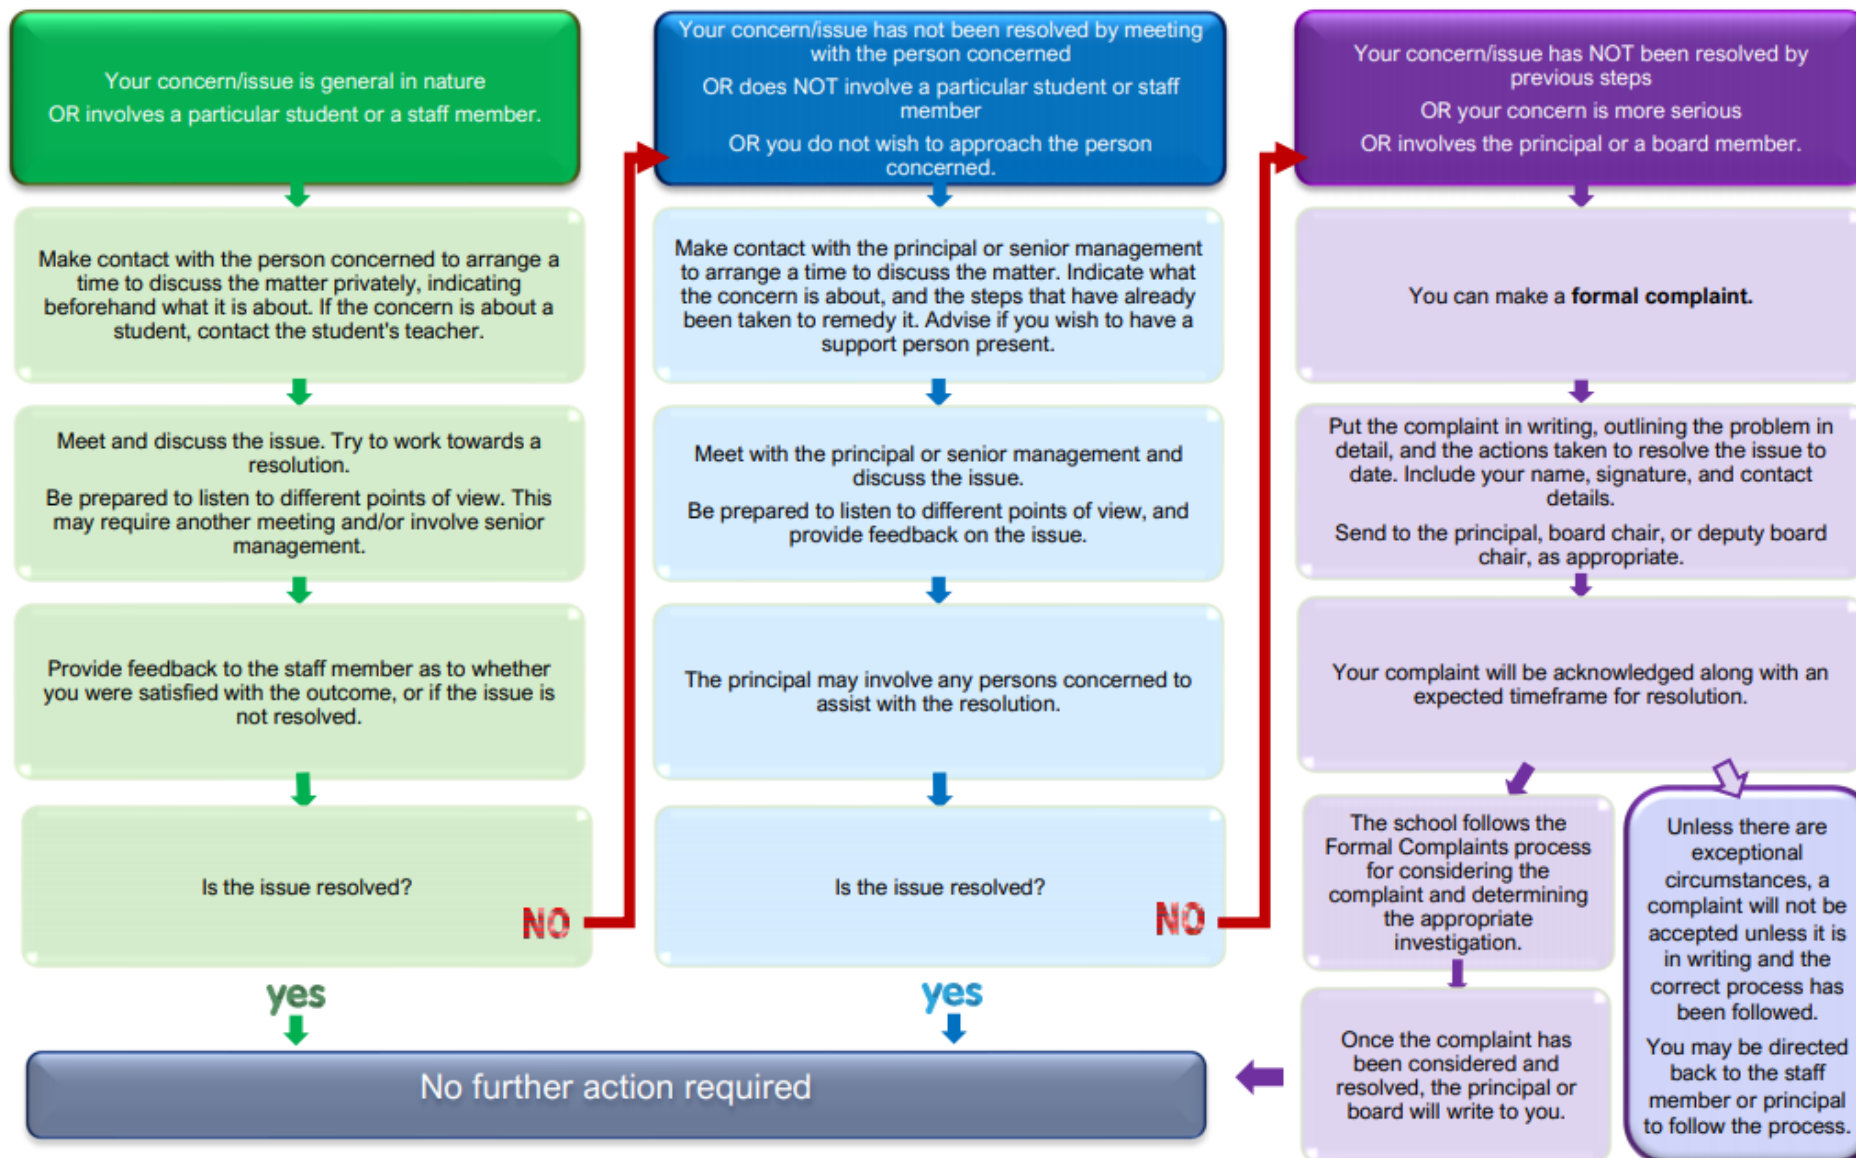 Your concern/issue is general in nature
OR involves a particular student or a staff member.
Make contact with the person concerned to arrange a
time to discuss the matter privately, indicating
beforehand what it is about. If the concern is about a
student, contact the student's teacher.
Meet and discuss the issue. Try to work towards a
resolution.
Be prepared to listen to different points of view. This
may require another meeting and/or involve senior
management.
Provide feedback to the staff member as to whether
you were satisfied with the outcome, or if the issue is
not resolved.
Is the issue resolved?
NO
yes
Your concern/issue has not been resolved by meeting
with the person concerned
OR does NOT involve a particular student or staff
member
OR you do not wish to approach the person
concerned.
Make contact with the principal or senior management
to arrange a time to discuss the matter. Indicate what
the concern is about, and the steps that have already
been taken to remedy it. Advise if you wish to have a
support person present.
Meet with the principal or senior management and
discuss the issue.
Be prepared to listen to different points of view, and
provide feedback on the issue.
The principal may involve any persons concerned to
assist with the resolution.
Is the issue resolved?
NO
yes
Your concern/issue has NOT been resolved by
previous steps
OR your concern is more serious
OR involves the principal or a board member.
You can make a formal complaint.
Put the complaint in writing, outlining the problem in
detail, and the actions taken to resolve the issue to
date. Include your name, signature, and contact
details.
Send to the principal, board chair, or deputy board
chair, as appropriate.
Your complaint will be acknowledged along with an
expected timeframe for resolution.
The school follows the
Formal Complaints process
for considering the
complaint and determining
the appropriate
investigation.
Once the complaint has
been considered and
resolved, the principal or
board will write to you.
Unless there are
exceptional
circumstances, a
complaint will not be
accepted unless it is
in writing and the
correct process has
been followed.
You may be directed
back to the staff
member or principal
to follow the process.
No further action required